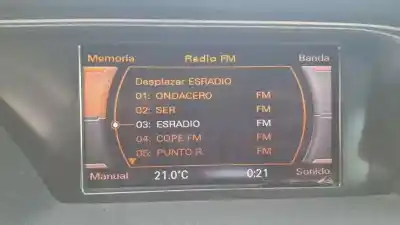 Memoria Radio FM Banda
Desplazar ESRADIO
01: ONDACERO FM
02: SER FM
03: ESRADIO FM
04: COPE FM FM
05: PUNTO R FM
Manual 21.0°C 0:21 Sonido